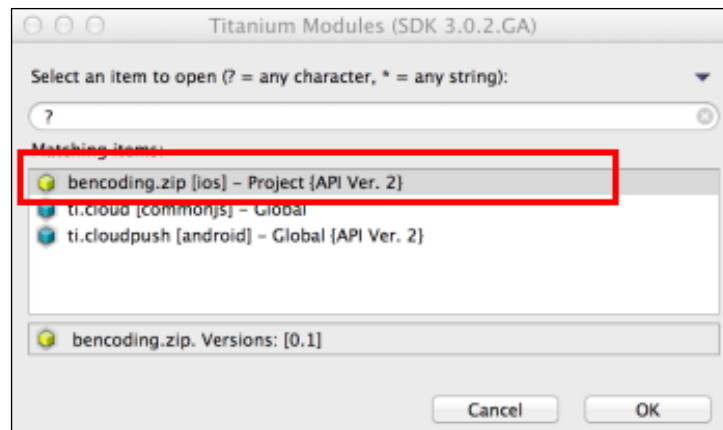 Titanium Modules (SDK 3.0.2.GA)
Select an item to open (? = any character, * = any string):
?
Matching items:
bencoding.zip [ios] – Project {API Ver. 2}
ti.cloud [commonjs] – Global
ti.cloudpush [android] – Global {API Ver. 2}
bencoding.zip. Versions: [0.1]
Cancel OK